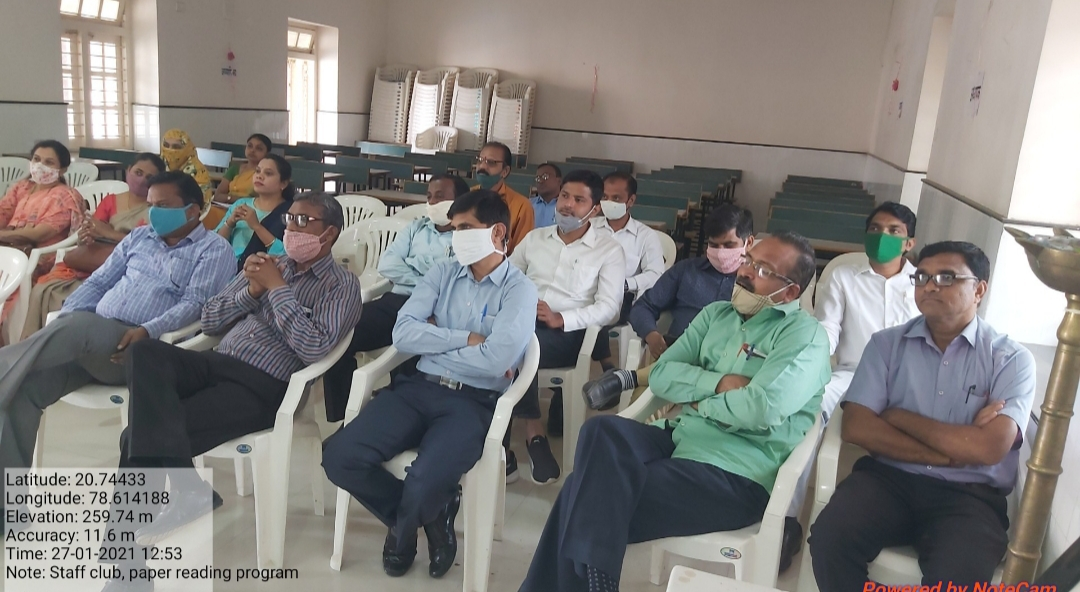 Latitude: 20.74433
Longitude: 78.614188
Elevation: 259.74 m
Accuracy: 11.6 m
Time: 27-01-2021 12:53
Note: Staff club, paper reading program
Powered by NoteCam